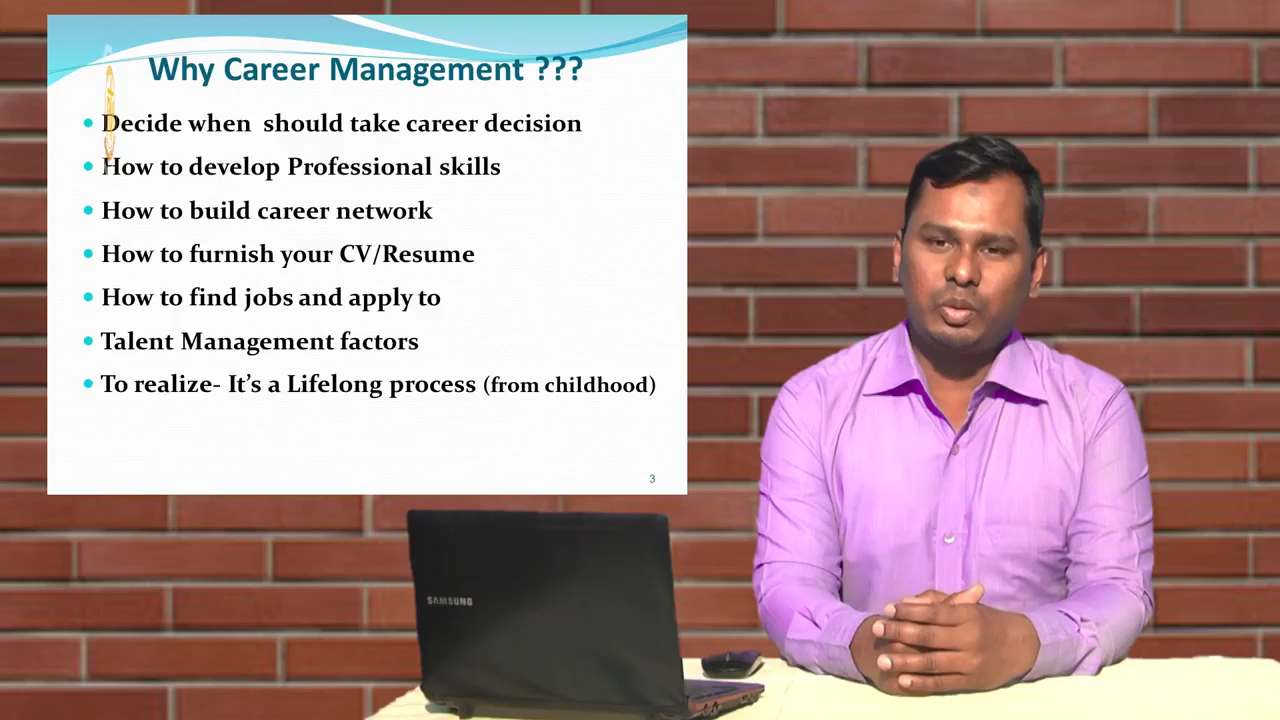 Why Career Management ???
• Decide when should take career decision
• How to develop Professional skills
• How to build career network
• How to furnish your CV/Resume
• How to find jobs and apply to
• Talent Management factors
• To realize- It's a Lifelong process (from childhood)
3
SAMSUNG